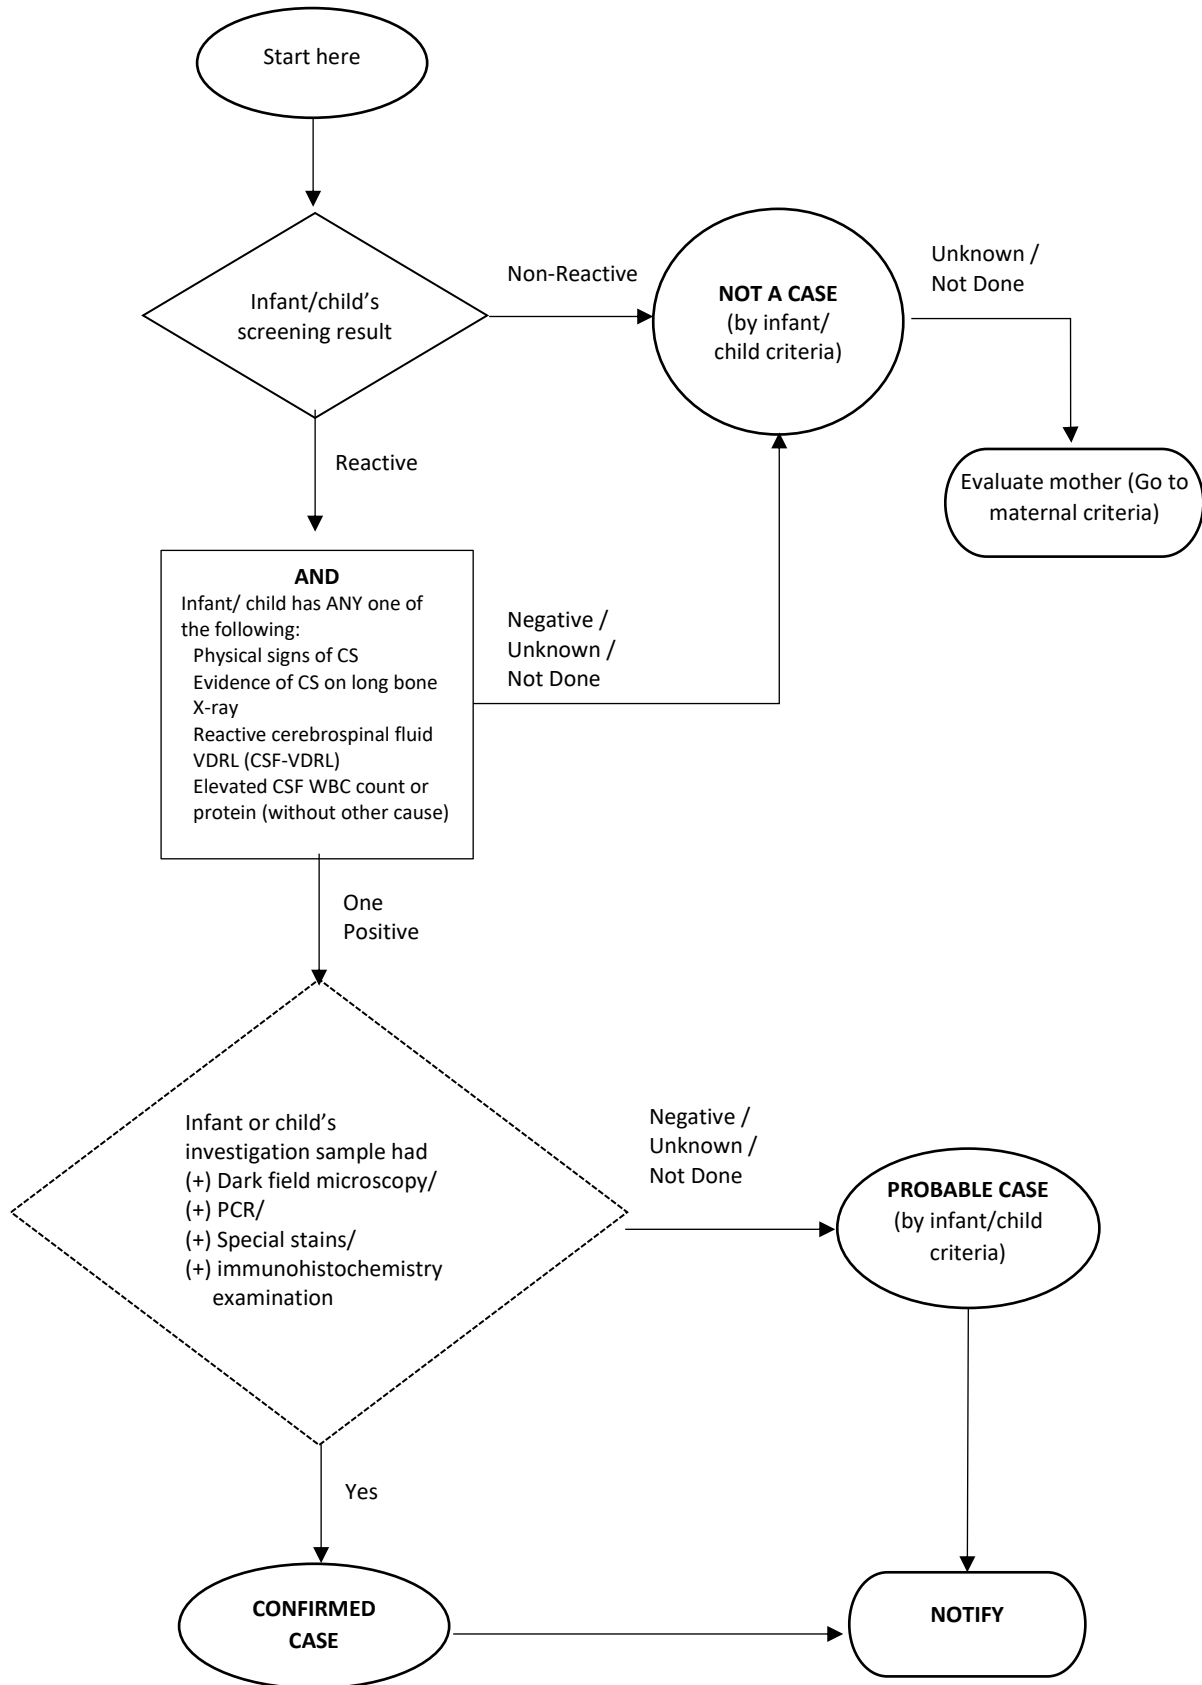 Start here
Infant/child’s
screening result
Non-Reactive
NOT A CASE
(by infant/
child criteria)
Unknown /
Not Done
Evaluate mother (Go to
maternal criteria)
Reactive
AND
Infant/ child has ANY one of
the following:
Physical signs of CS
Evidence of CS on long bone
X-ray
Reactive cerebrospinal fluid
VDRL (CSF-VDRL)
Elevated CSF WBC count or
protein (without other cause)
Negative /
Unknown /
Not Done
One
Positive
Infant or child’s
investigation sample had
(+) Dark field microscopy/
(+) PCR/
(+) Special stains/
(+) immunohistochemistry
examination
Negative /
Unknown /
Not Done
PROBABLE CASE
(by infant/child
criteria)
Yes
CONFIRMED
CASE
NOTIFY